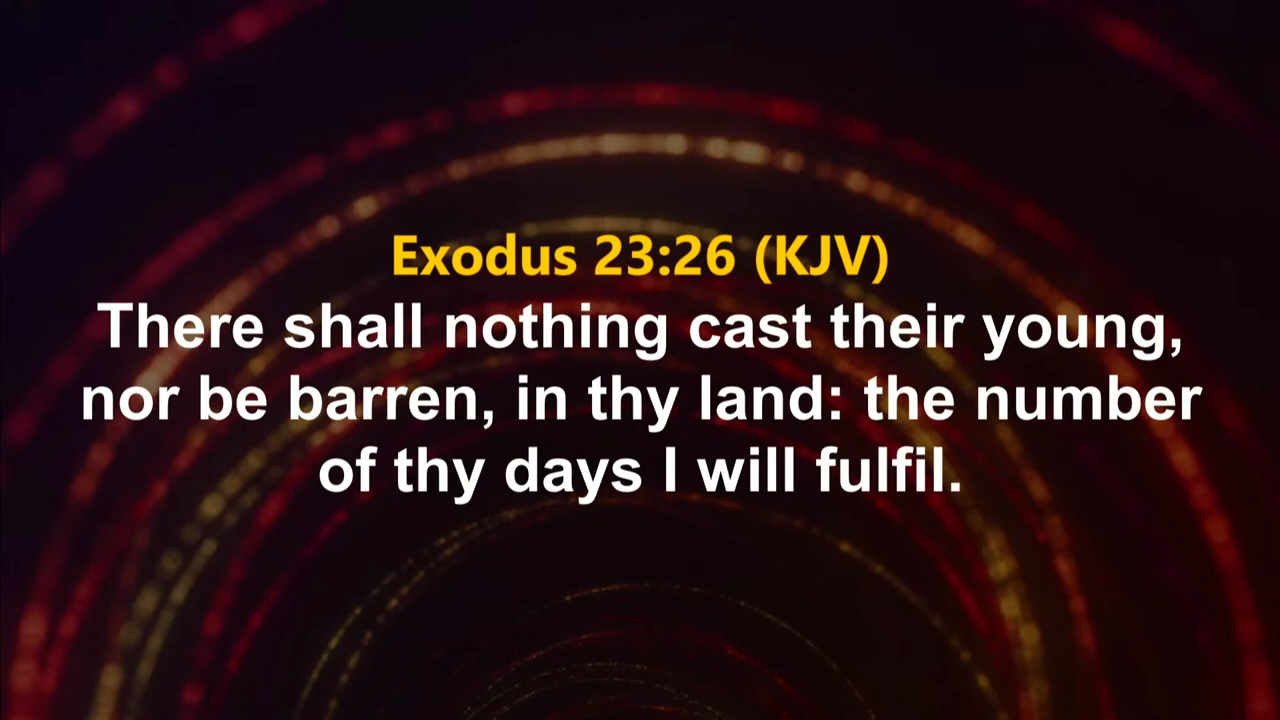 Exodus 23:26 (KJV)
There shall nothing cast their young,
nor be barren, in thy land: the number
of thy days I will fulfil.